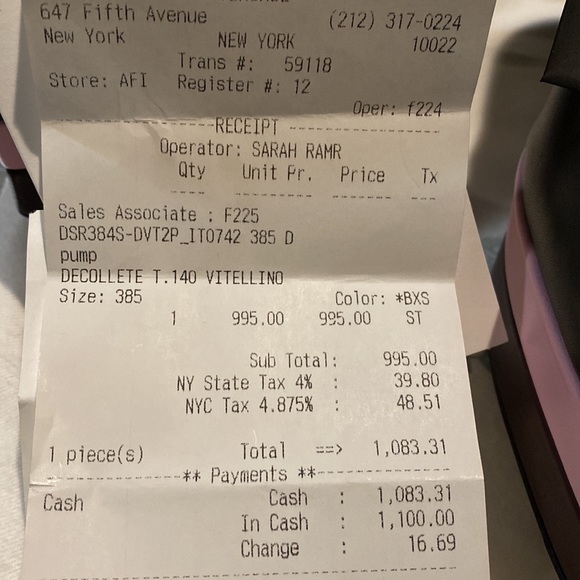 647 Fifth Avenue (212) 317-0224
New York NEW YORK 10022
Trans #: 59118
Store: AFI Register #: 12
Oper: f224
---------------RECEIPT ---------------
Operator: SARAH RAMR
Qty Unit Pr. Price Tx
---- -------- ------- --
Sales Associate : F225
DSR384S-DVT2P_IT0742 385 D
pump
DECOLLETE T.140 VITELLINO
Size: 385 Color: *BXS
1 995.00 995.00 ST
Sub Total: 995.00
NY State Tax 4% : 39.80
NYC Tax 4.875% : 48.51
1 piece(s) Total ==> 1,083.31
---------------** Payments **---------------
Cash Cash : 1,083.31
In Cash : 1,100.00
Change : 16.69